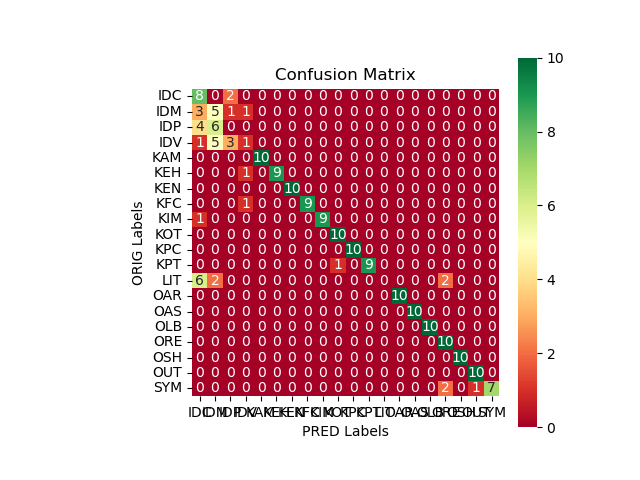 Confusion Matrix
10
8
6
4
2
0
ORIG Labels
IDC 8 0 2 0 0 0 0 0 0 0 0 0 0 0 0 0 0 0 0 0
IDM 3 5 1 1 0 0 0 0 0 0 0 0 0 0 0 0 0 0 0 0
IDP 4 6 0 0 0 0 0 0 0 0 0 0 0 0 0 0 0 0 0 0
IDV 1 5 3 1 0 0 0 0 0 0 0 0 0 0 0 0 0 0 0 0
KAM 0 0 0 0 10 0 0 0 0 0 0 0 0 0 0 0 0 0 0 0
KEH 0 0 0 1 0 9 0 0 0 0 0 0 0 0 0 0 0 0 0 0
KEN 0 0 0 0 0 0 10 0 0 0 0 0 0 0 0 0 0 0 0 0
KFC 0 0 0 1 0 0 0 9 0 0 0 0 0 0 0 0 0 0 0 0
KIM 1 0 0 0 0 0 0 0 9 0 0 0 0 0 0 0 0 0 0 0
KOT 0 0 0 0 0 0 0 0 0 10 0 0 0 0 0 0 0 0 0 0
KPC 0 0 0 0 0 0 0 0 0 0 10 0 0 0 0 0 0 0 0 0
KPT 0 0 0 0 0 0 0 0 0 1 0 9 0 0 0 0 0 0 0 0
LIT 6 2 0 0 0 0 0 0 0 0 0 0 0 0 0 0 2 0 0 0
OAR 0 0 0 0 0 0 0 0 0 0 0 0 0 10 0 0 0 0 0 0
OAS 0 0 0 0 0 0 0 0 0 0 0 0 0 0 10 0 0 0 0 0
OLB 0 0 0 0 0 0 0 0 0 0 0 0 0 0 0 10 0 0 0 0
ORE 0 0 0 0 0 0 0 0 0 0 0 0 0 0 0 0 10 0 0 0
OSH 0 0 0 0 0 0 0 0 0 0 0 0 0 0 0 0 0 10 0 0
OUT 0 0 0 0 0 0 0 0 0 0 0 0 0 0 0 0 0 0 10 0
SYM 0 0 0 0 0 0 0 0 0 0 0 0 0 0 0 0 2 0 1 7
IDC IDM IDP IDV KAM KEH KEN KFC KIM KOT KPC KPT LIT OAR OAS OLB ORE OSH OUT SYM
PRED Labels